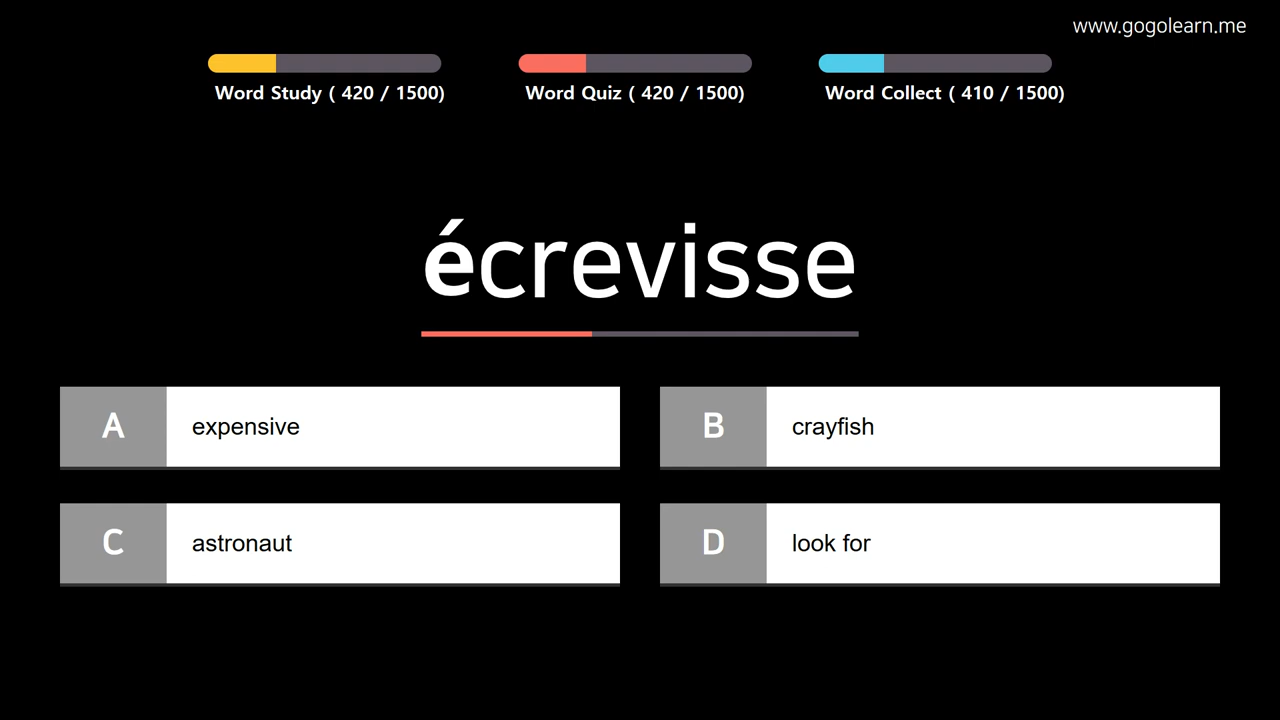 www.gogolearn.me
Word Study ( 420 / 1500)
Word Quiz ( 420 / 1500)
Word Collect ( 410 / 1500)
écrevisse
A expensive
B crayfish
C astronaut
D look for